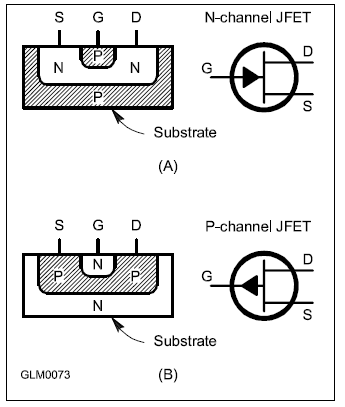 S G D N-channel JFET
P
D
N N
G
P
S
Substrate
(A)
S G D P-channel JFET
N
D
P P
G
N
S
Substrate
GLM0073 (B)